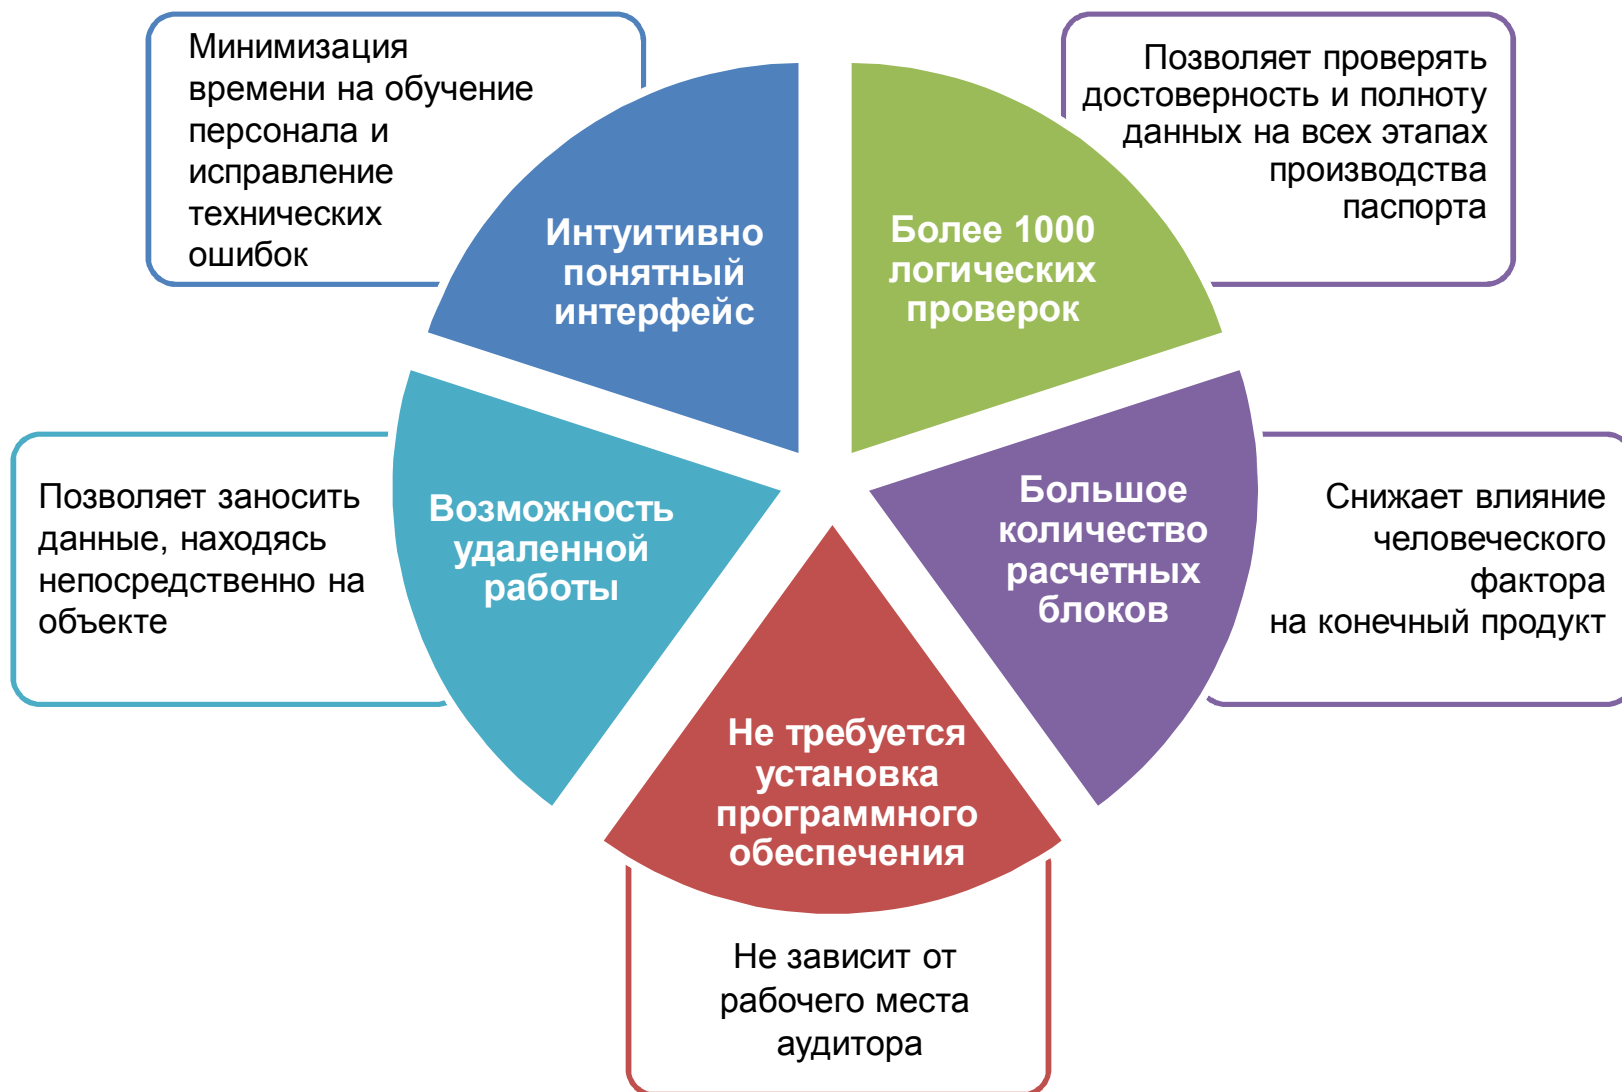 Минимизация
времени на обучение
персонала и
исправление
технических
ошибок
Интуитивно
понятный
интерфейс
Позволяет проверять
достоверность и полноту
данных на всех этапах
производства
паспорта
Более 1000
логических
проверок
Позволяет заносить
данные, находясь
непосредственно на
объекте
Возможность
удаленной
работы
Большое
количество
расчетных
блоков
Снижает влияние
человеческого
фактора
на конечный продукт
Не требуется
установка
программного
обеспечения
Не зависит от
рабочего места
аудитора